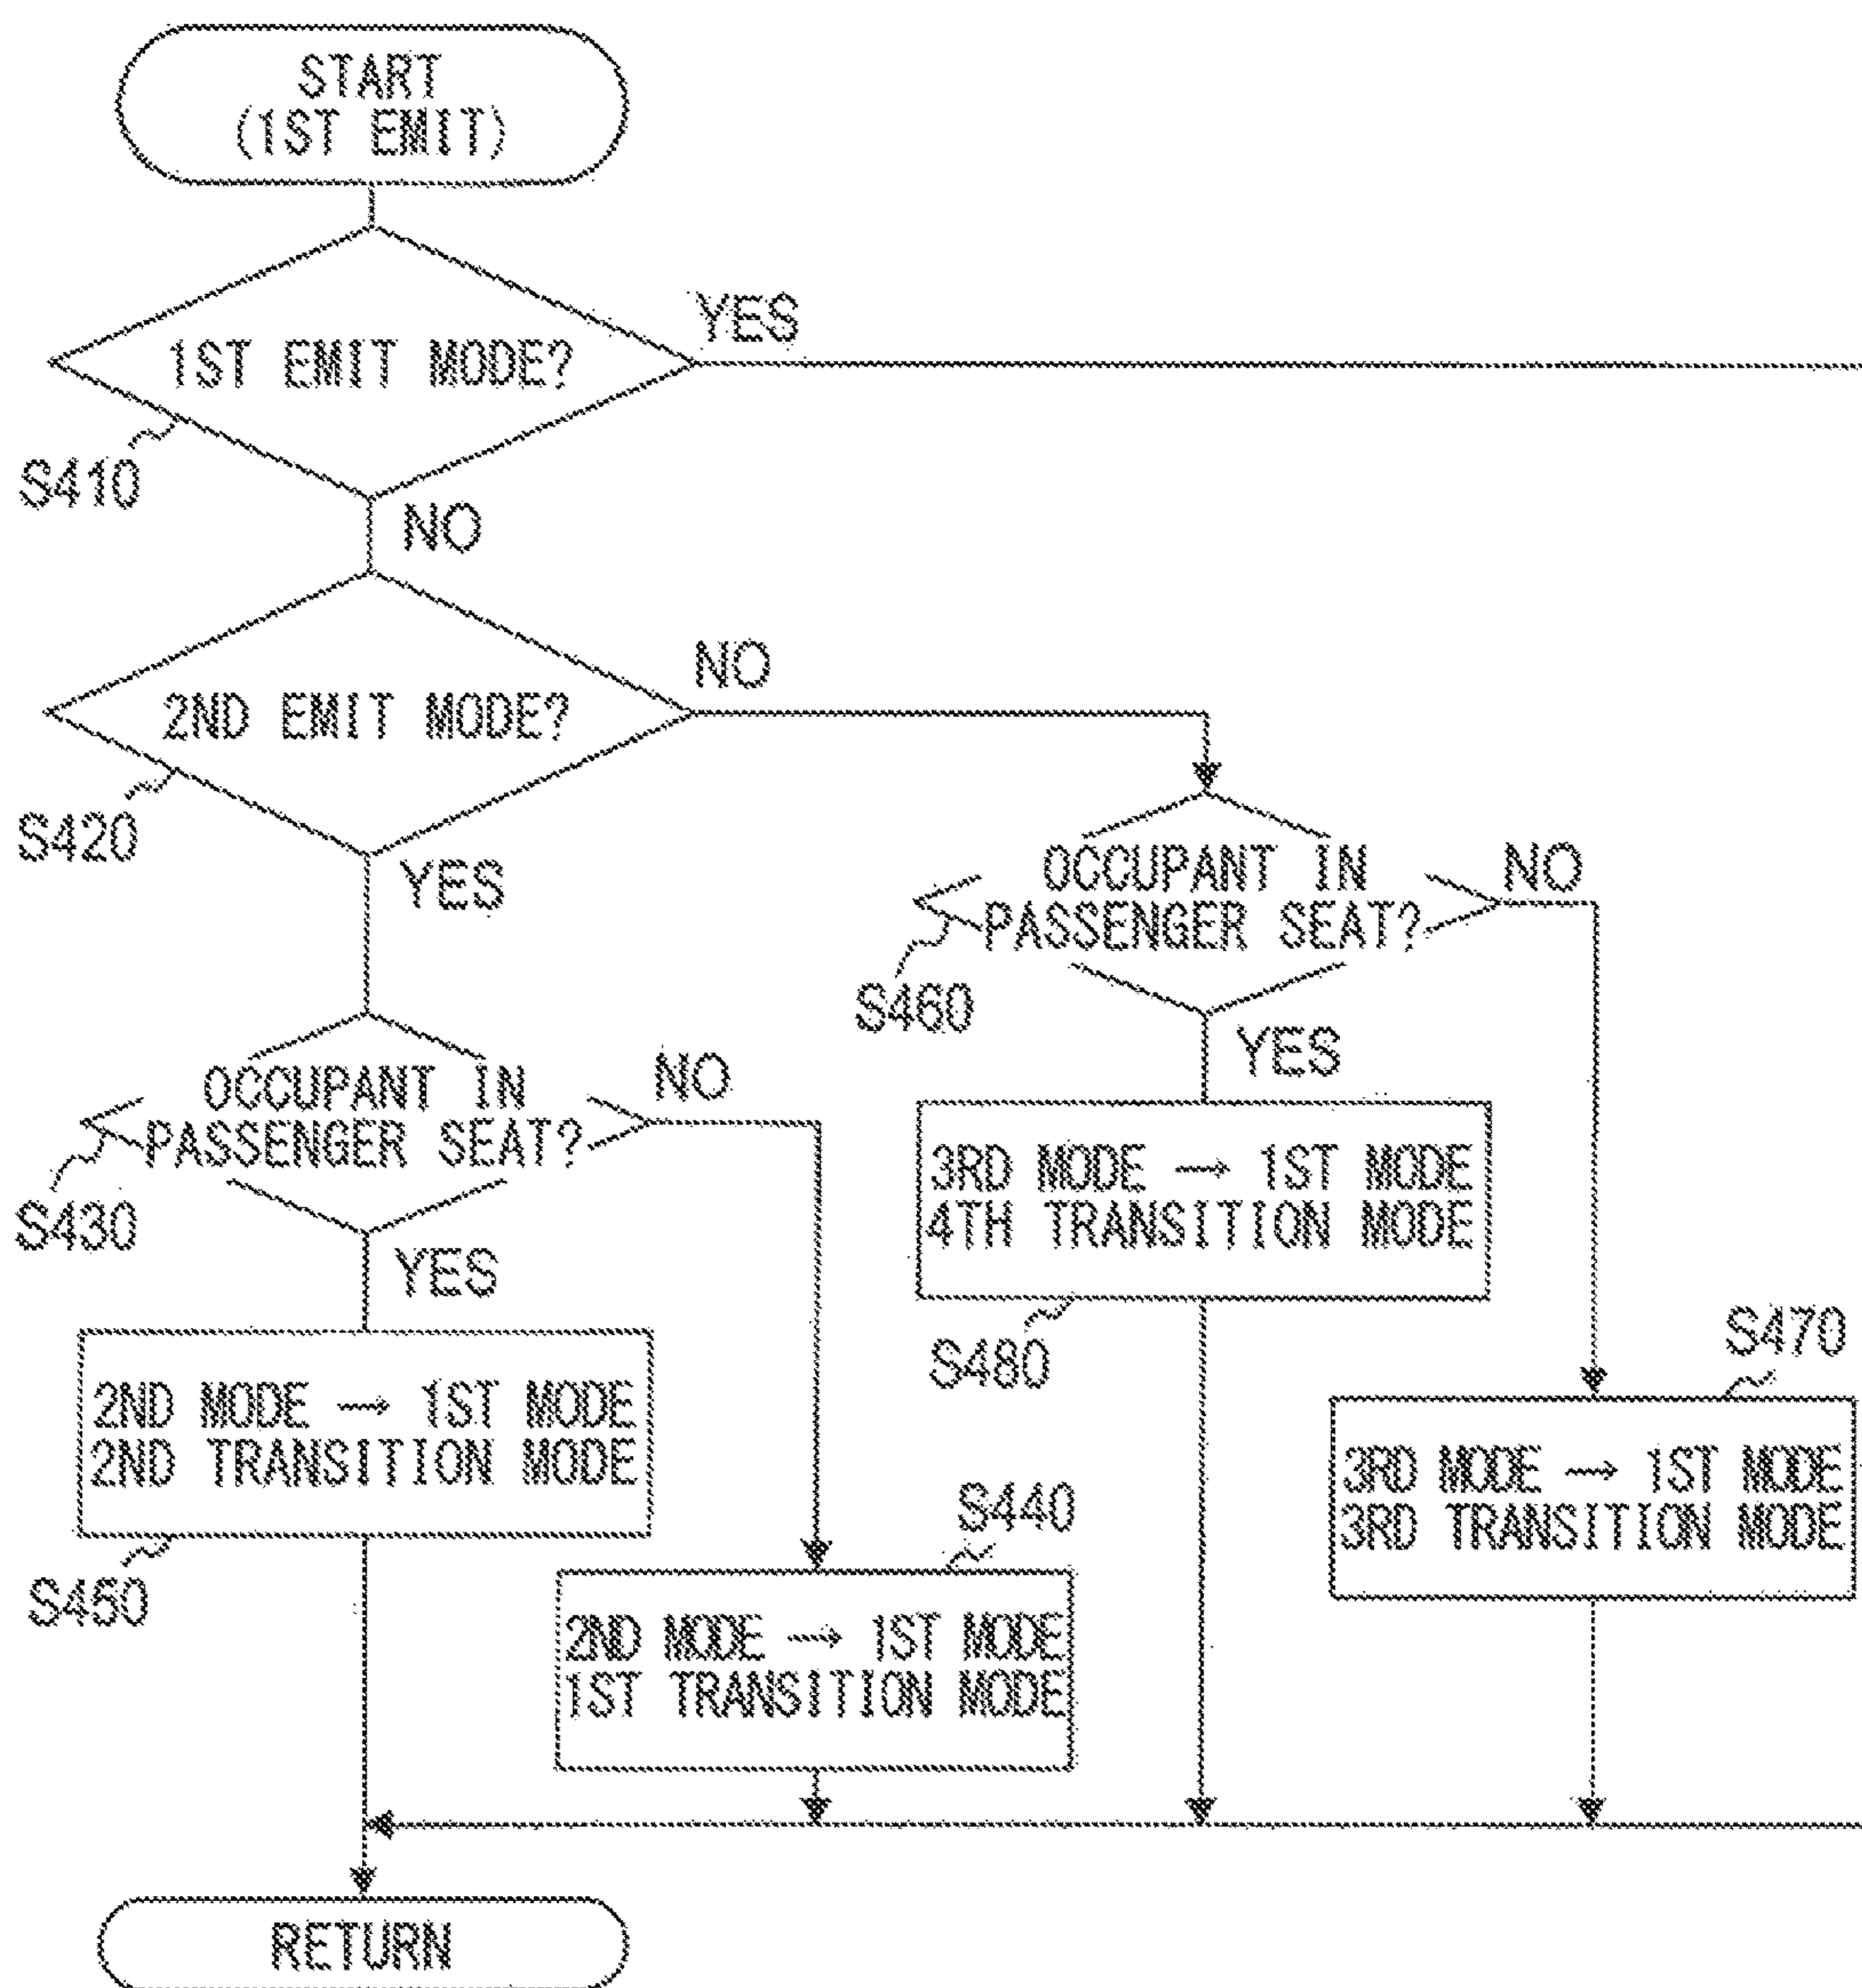 START
(1ST EMIT)
1ST EMIT MODE?
YES
S410
NO
2ND EMIT MODE?
NO
S420
YES
OCCUPANT IN
PASSENGER SEAT?
NO
S460
YES
OCCUPANT IN
PASSENGER SEAT?
NO
S430
YES
3RD MODE → 1ST MODE
4TH TRANSITION MODE
S480
S470
2ND MODE → 1ST MODE
2ND TRANSITION MODE
S450
3RD MODE → 1ST MODE
3RD TRANSITION MODE
S440
2ND MODE → 1ST MODE
1ST TRANSITION MODE
RETURN